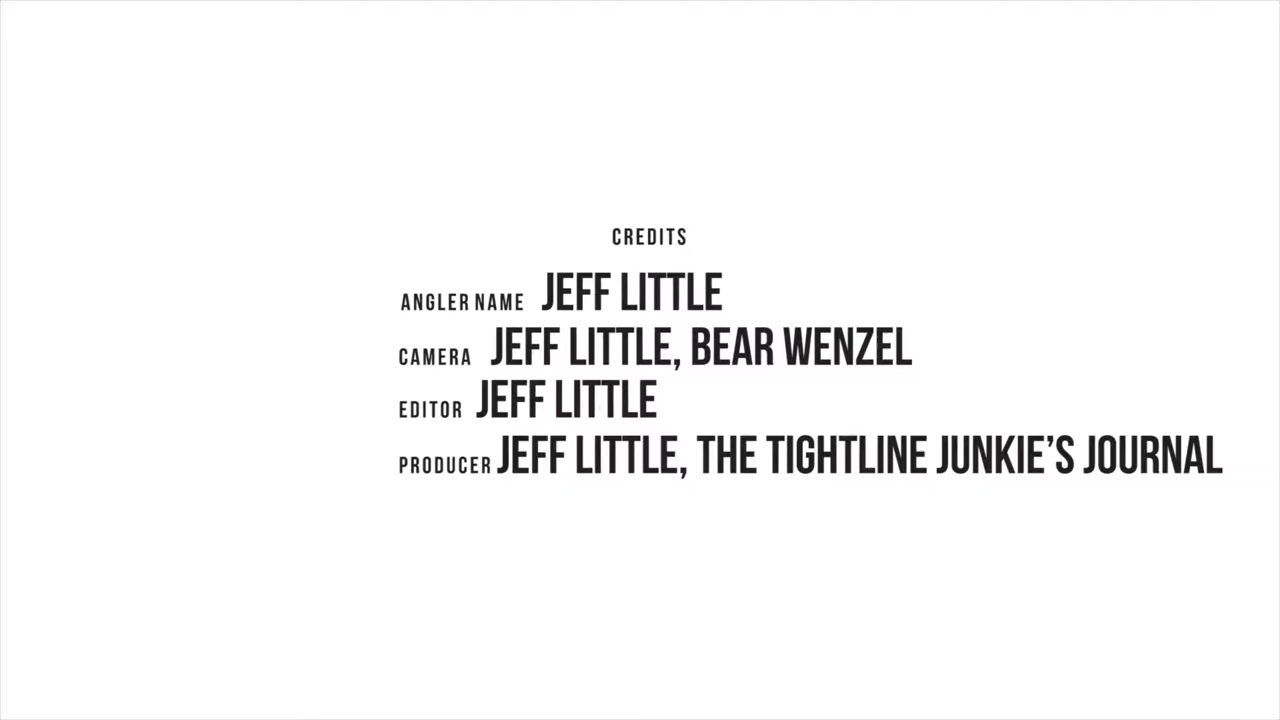 CREDITS
ANGLER NAME JEFF LITTLE
CAMERA JEFF LITTLE, BEAR WENZEL
EDITOR JEFF LITTLE
PRODUCER JEFF LITTLE, THE TIGHTLINE JUNKIE’S JOURNAL